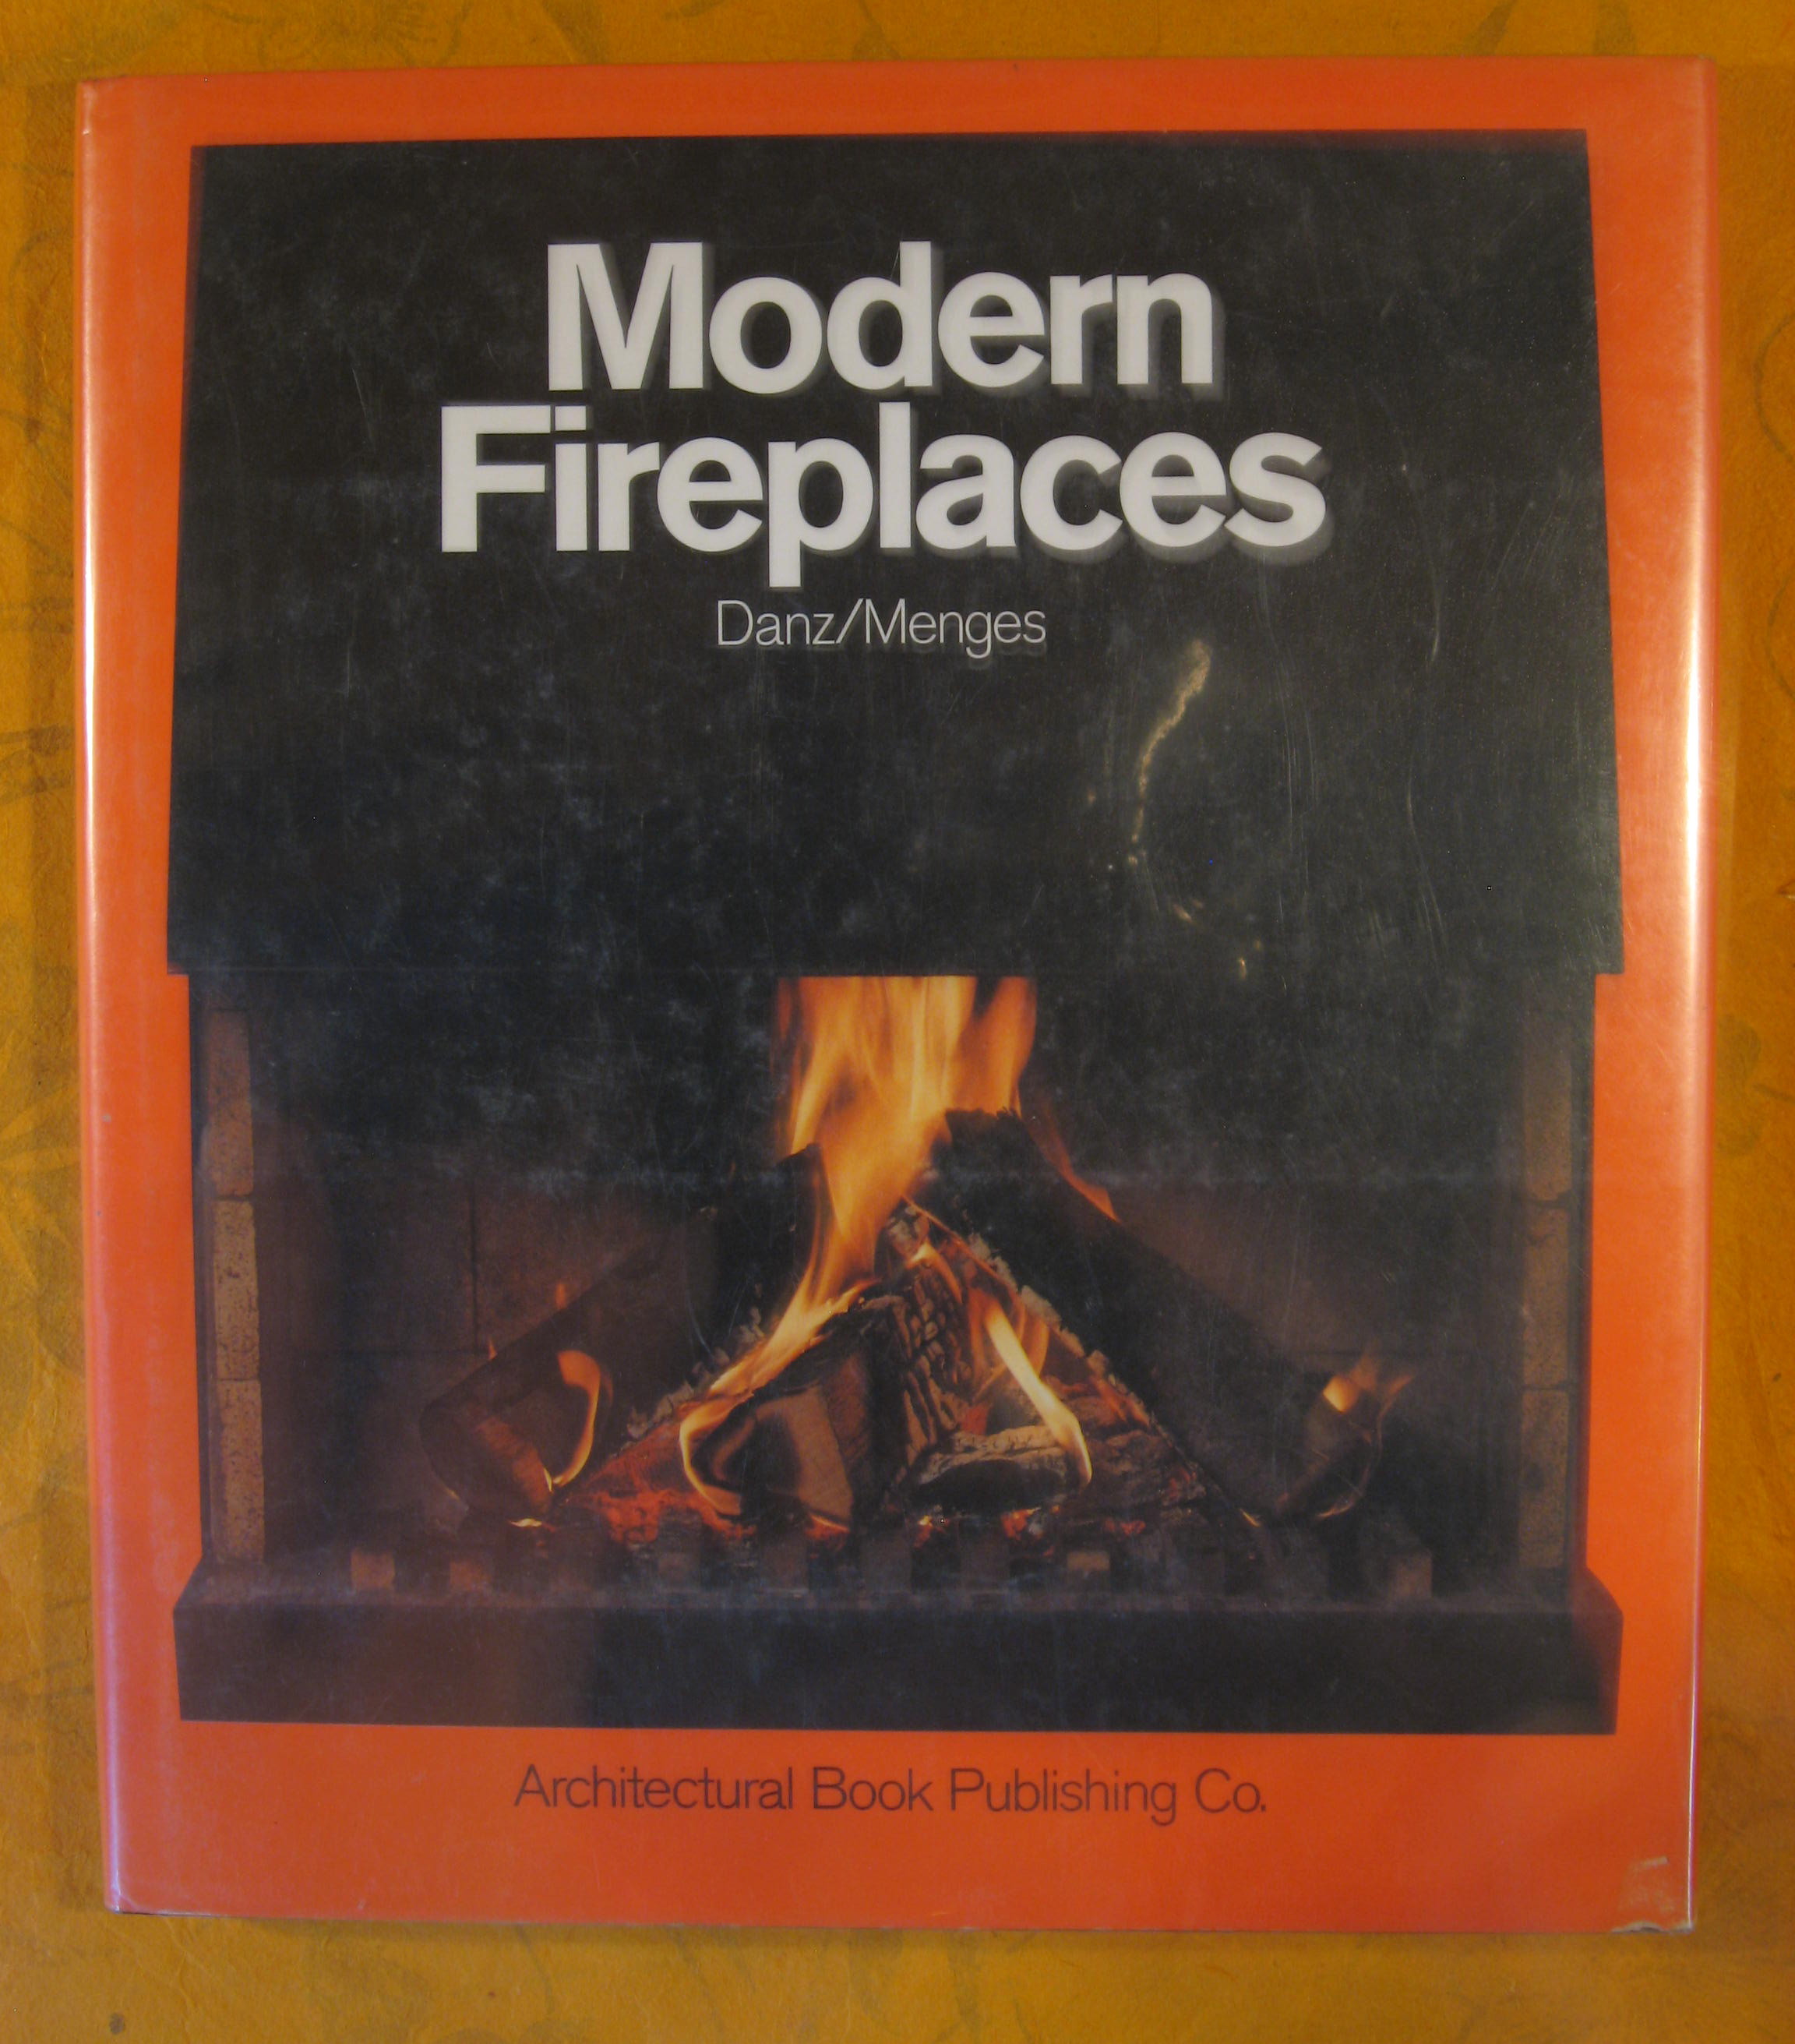 Modern
Fireplaces
Danz/Menges
Architectural Book Publishing Co.